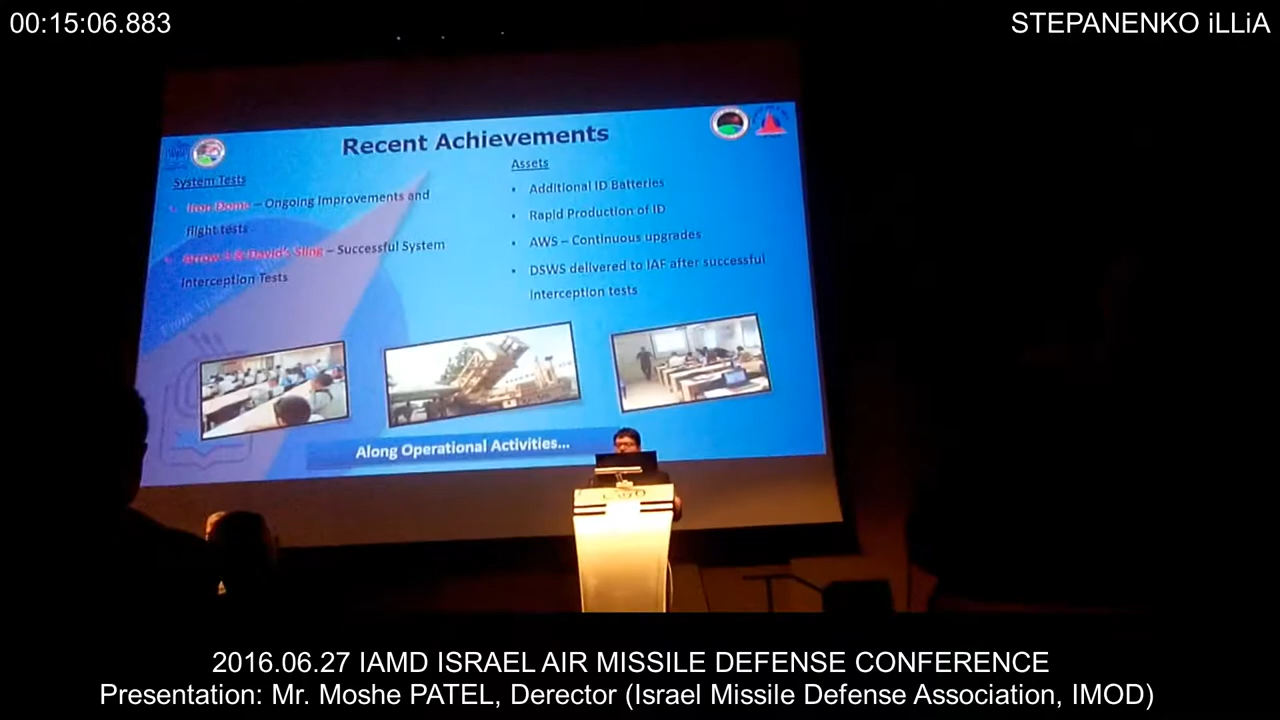 00:15:06.883
STEPANENKO iLLiA
Recent Achievements
System Tests
Iron Dome – Ongoing Improvements and
flight tests
Arrow 3 & David's Sling – Successful System
Interception Tests
Assets
• Additional ID Batteries
• Rapid Production of ID
• AWS – Continuous upgrades
• DSWS delivered to IAF after successful
interception tests
Along Operational Activities...
2016.06.27 IAMD ISRAEL AIR MISSILE DEFENSE CONFERENCE
Presentation: Mr. Moshe PATEL, Derector (Israel Missile Defense Association, IMOD)